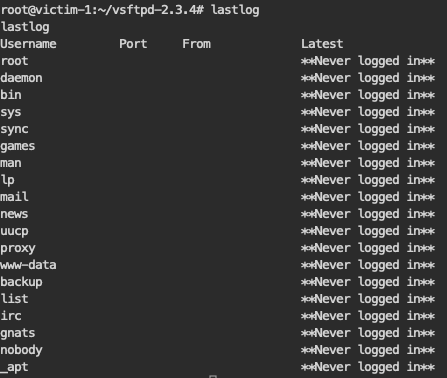 root@victim-1:~/vsftpd-2.3.4# lastlog
lastlog
Username Port From Latest
root **Never logged in**
daemon **Never logged in**
bin **Never logged in**
sys **Never logged in**
sync **Never logged in**
games **Never logged in**
man **Never logged in**
lp **Never logged in**
mail **Never logged in**
news **Never logged in**
uucp **Never logged in**
proxy **Never logged in**
www-data **Never logged in**
backup **Never logged in**
list **Never logged in**
irc **Never logged in**
gnats **Never logged in**
nobody **Never logged in**
_apt **Never logged in**